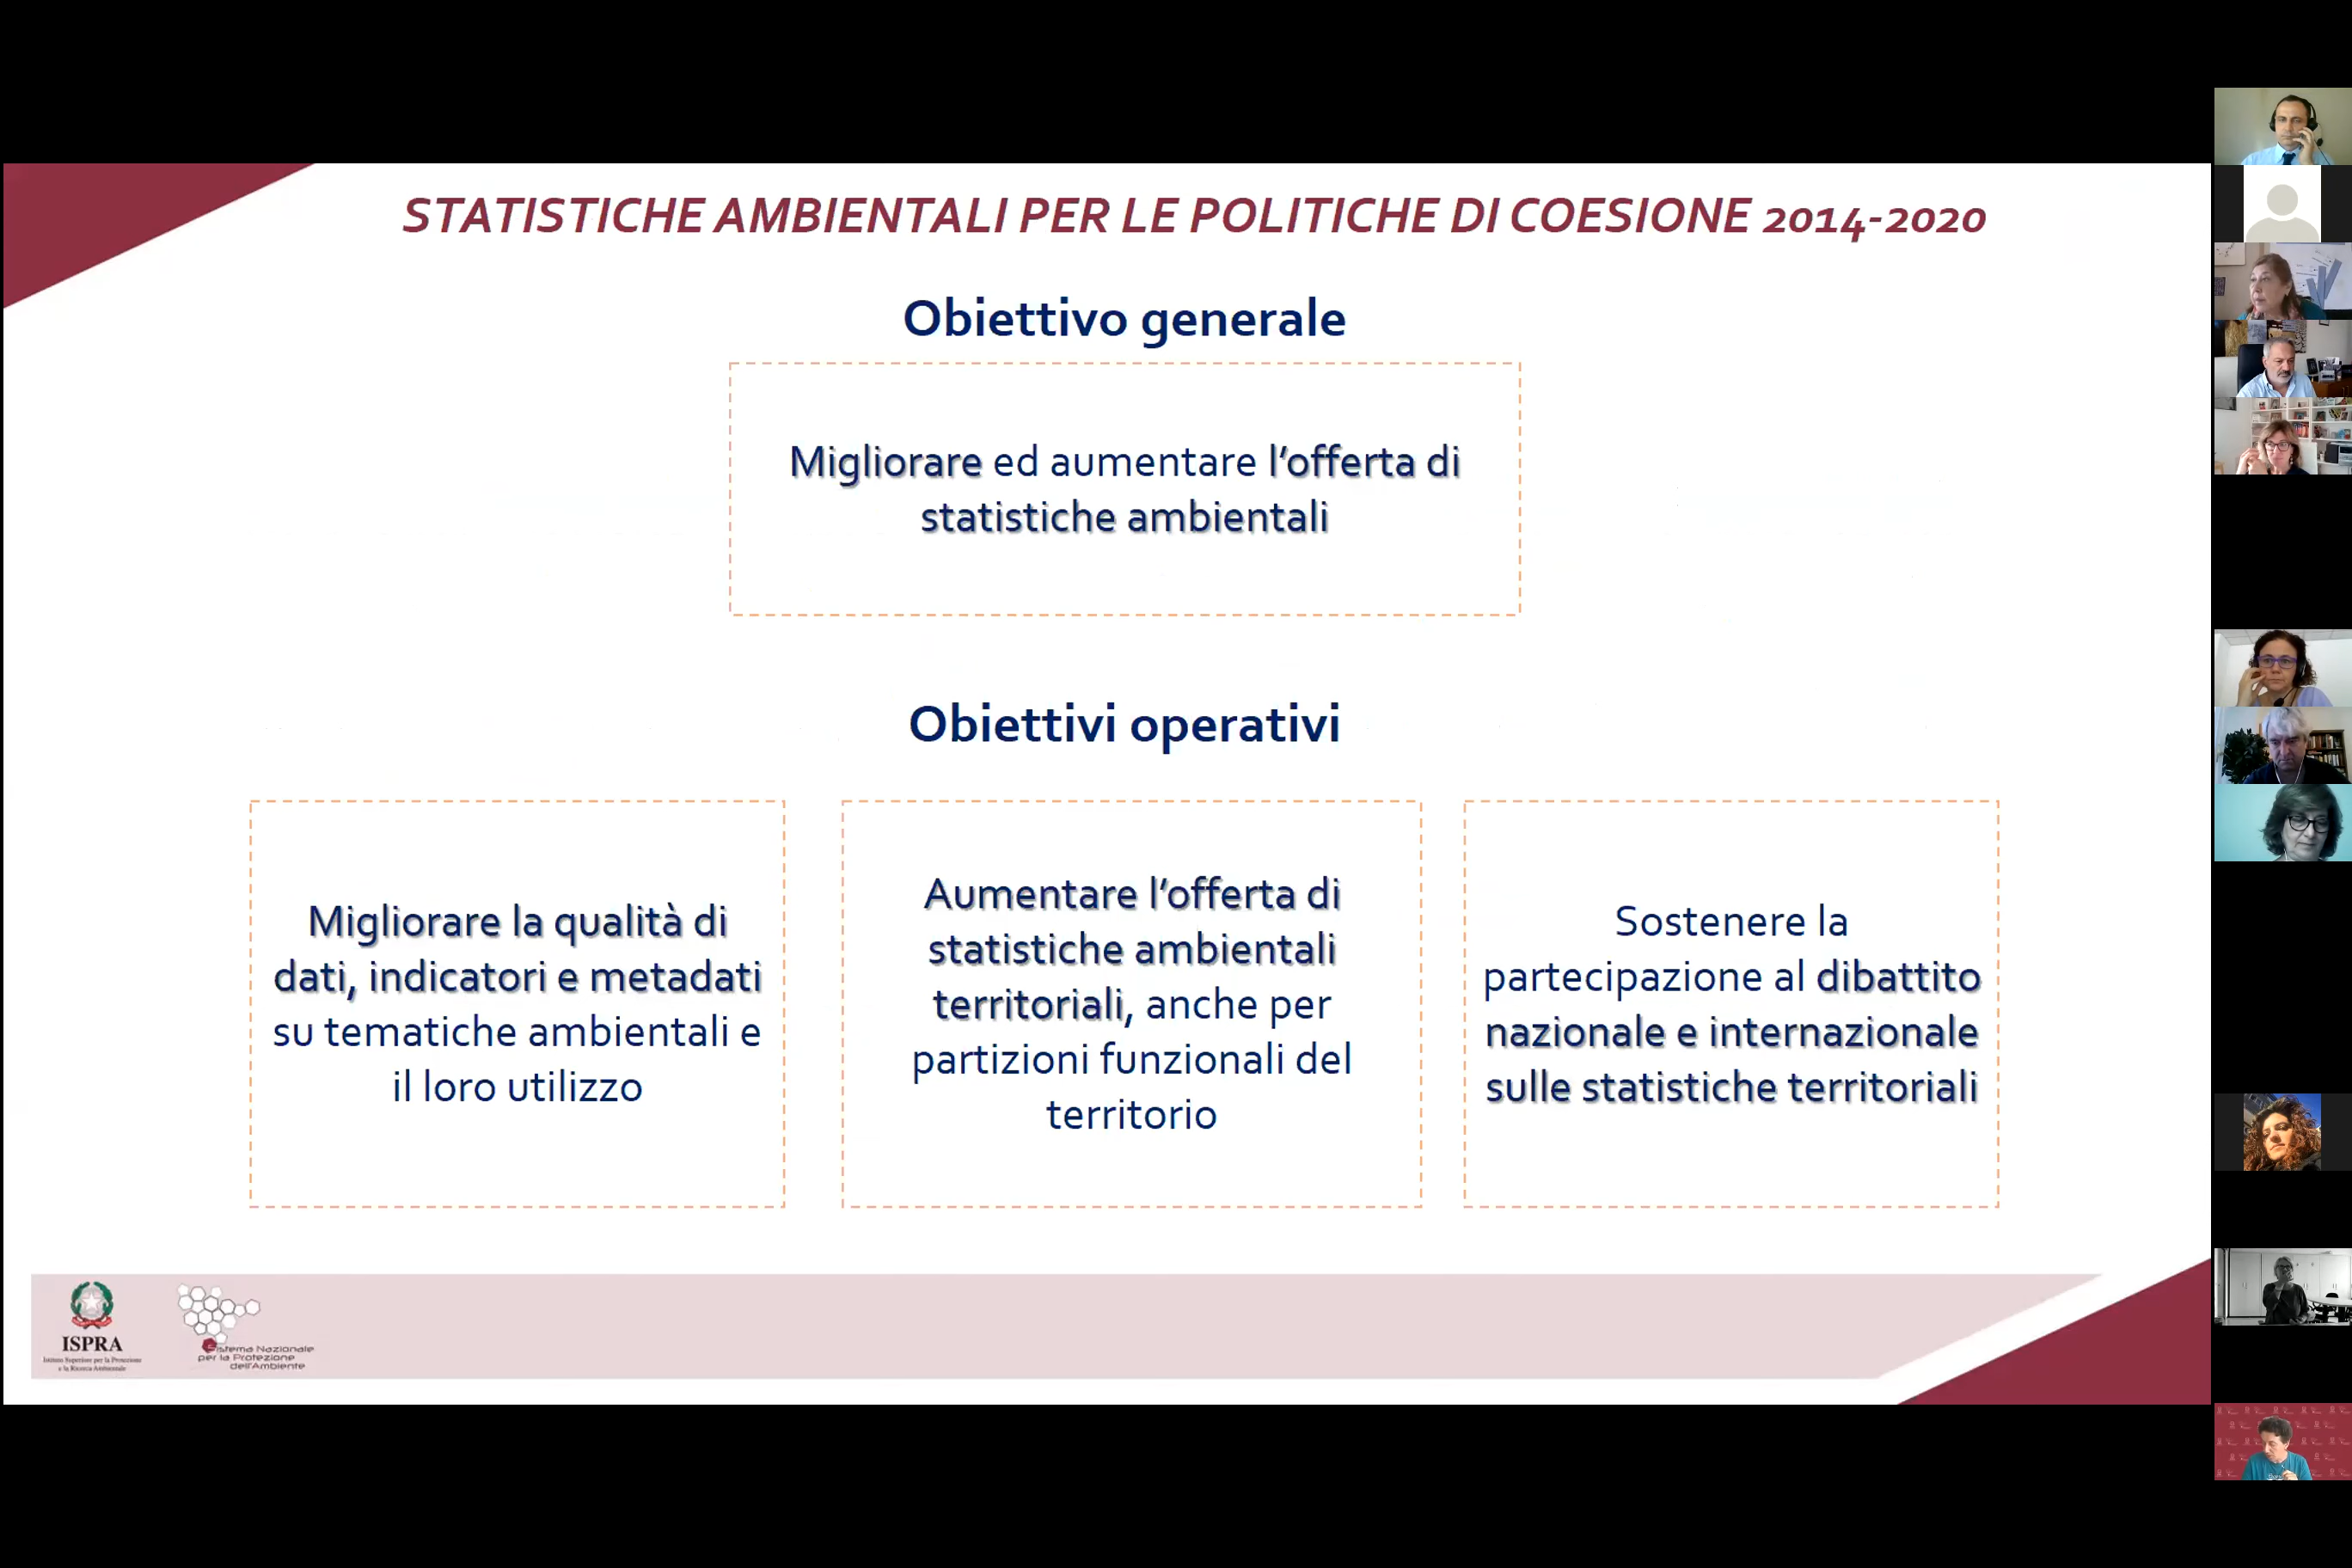 STATISTICHE AMBIENTALI PER LE POLITICHE DI COESIONE 2014-2020
Obiettivo generale
Migliorare ed aumentare l’offerta di
statistiche ambientali
Obiettivi operativi
Migliorare la qualità di
dati, indicatori e metadati
su tematiche ambientali e
il loro utilizzo
Aumentare l’offerta di
statistiche ambientali
territoriali, anche per
partizioni funzionali del
territorio
Sostenere la
partecipazione al dibattito
nazionale e internazionale
sulle statistiche territoriali
ISPRA
Istituto Superiore per la Protezione
e la Ricerca Ambientale
Sistema Nazionale
per la Protezione
dell'Ambiente